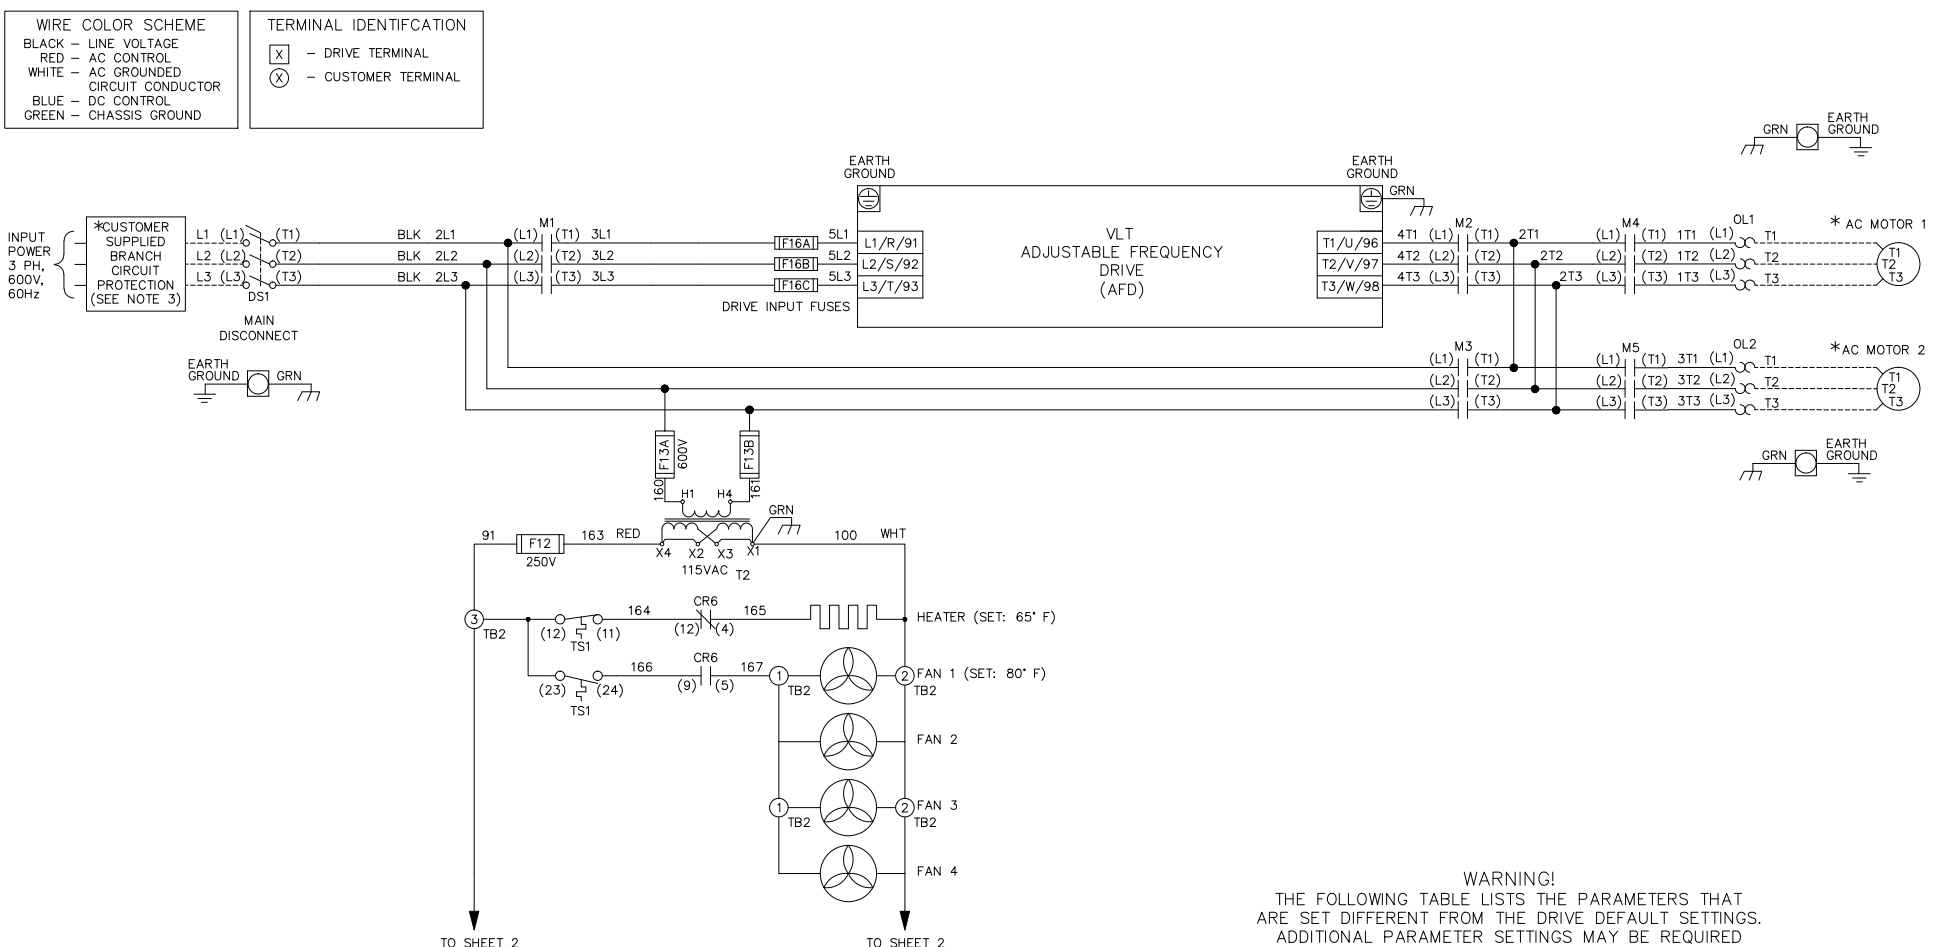 WIRE COLOR SCHEME
BLACK – LINE VOLTAGE
RED – AC CONTROL
WHITE – AC GROUNDED
CIRCUIT CONDUCTOR
BLUE – DC CONTROL
GREEN – CHASSIS GROUND
TERMINAL IDENTIFCATION
X – DRIVE TERMINAL
X – CUSTOMER TERMINAL
GRN
EARTH
GROUND
INPUT
POWER
3 PH,
600V,
60Hz
*CUSTOMER
SUPPLIED
BRANCH
CIRCUIT
PROTECTION
(SEE NOTE 3)
L1 (L1) (T1) BLK 2L1 (L1) M1 (T1) 3L1 F16A 5L1 L1/R/91
L2 (L2) (T2) BLK 2L2 (L2) (T2) 3L2 F16B 5L2 L2/S/92
L3 (L3) (T3) BLK 2L3 (L3) (T3) 3L3 F16C 5L3 L3/T/93
DS1
MAIN
DISCONNECT
DRIVE INPUT FUSES
EARTH
GROUND
VLT
ADJUSTABLE FREQUENCY
DRIVE
(AFD)
EARTH
GROUND
GRN
T1/U/96 4T1 (L1) M2 (T1) 2T1 (L1) M4 (T1) 1T1 (L1) OL1 T1
T2/V/97 4T2 (L2) (T2) 2T2 (L2) (T2) 1T2 (L2) T2
T3/W/98 4T3 (L3) (T3) 2T3 (L3) (T3) 1T3 (L3) T3
* AC MOTOR 1
T1
T2
T3
EARTH
GROUND
GRN
(L1) M3 (T1) (L1) M5 (T1) 3T1 (L1) OL2 T1
(L2) (T2) (L2) (T2) 3T2 (L2) T2
(L3) (T3) (L3) (T3) 3T3 (L3) T3
*AC MOTOR 2
T1
T2
T3
GRN
EARTH
GROUND
F13A
600V
F13B
160
161
H1 H4
GRN
91 F12 163 RED
250V
X4 X2 X3 X1
100 WHT
115VAC T2
3
TB2
(12) (11) 164 CR6 165
TS1
(12) (4)
HEATER (SET: 65° F)
(23) (24) 166 CR6 167 1
TS1
(9) (5)
TB2
2 FAN 1 (SET: 80° F)
TB2
FAN 2
1
TB2
2 FAN 3
TB2
FAN 4
TO SHEET 2
TO SHEET 2
WARNING!
THE FOLLOWING TABLE LISTS THE PARAMETERS THAT
ARE SET DIFFERENT FROM THE DRIVE DEFAULT SETTINGS.
ADDITIONAL PARAMETER SETTINGS MAY BE REQUIRED